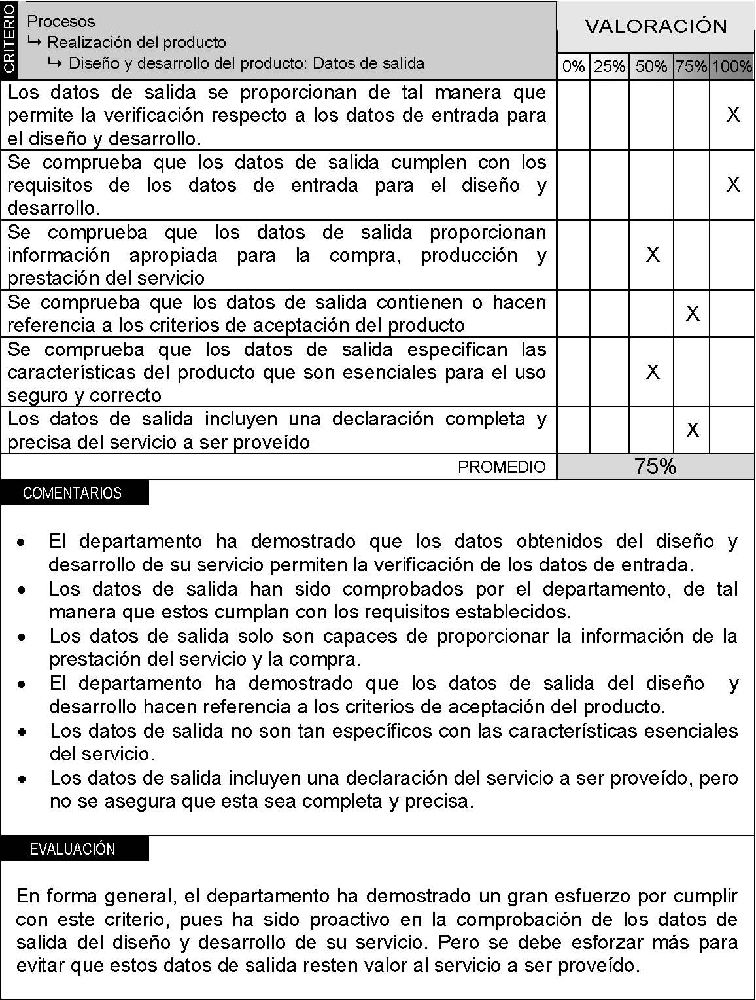 CRITERIO
Procesos
↳ Realización del producto
↳ Diseño y desarrollo del producto: Datos de salida
VALORACIÓN
0% 25% 50% 75% 100%
Los datos de salida se proporcionan de tal manera que
permite la verificación respecto a los datos de entrada para
el diseño y desarrollo.
X
Se comprueba que los datos de salida cumplen con los
requisitos de los datos de entrada para el diseño y
desarrollo.
X
Se comprueba que los datos de salida proporcionan
información apropiada para la compra, producción y
prestación del servicio
X
Se comprueba que los datos de salida contienen o hacen
referencia a los criterios de aceptación del producto
X
Se comprueba que los datos de salida especifican las
características del producto que son esenciales para el uso
seguro y correcto
X
Los datos de salida incluyen una declaración completa y
precisa del servicio a ser proveído
X
PROMEDIO 75%
COMENTARIOS
• El departamento ha demostrado que los datos obtenidos del diseño y
desarrollo de su servicio permiten la verificación de los datos de entrada.
• Los datos de salida han sido comprobados por el departamento, de tal
manera que estos cumplan con los requisitos establecidos.
• Los datos de salida solo son capaces de proporcionar la información de la
prestación del servicio y la compra.
• El departamento ha demostrado que los datos de salida del diseño y
desarrollo hacen referencia a los criterios de aceptación del producto.
• Los datos de salida no son tan específicos con las características esenciales
del servicio.
• Los datos de salida incluyen una declaración del servicio a ser proveído, pero
no se asegura que esta sea completa y precisa.
EVALUACIÓN
En forma general, el departamento ha demostrado un gran esfuerzo por cumplir
con este criterio, pues ha sido proactivo en la comprobación de los datos de
salida del diseño y desarrollo de su servicio. Pero se debe esforzar más para
evitar que estos datos de salida resten valor al servicio a ser proveído.